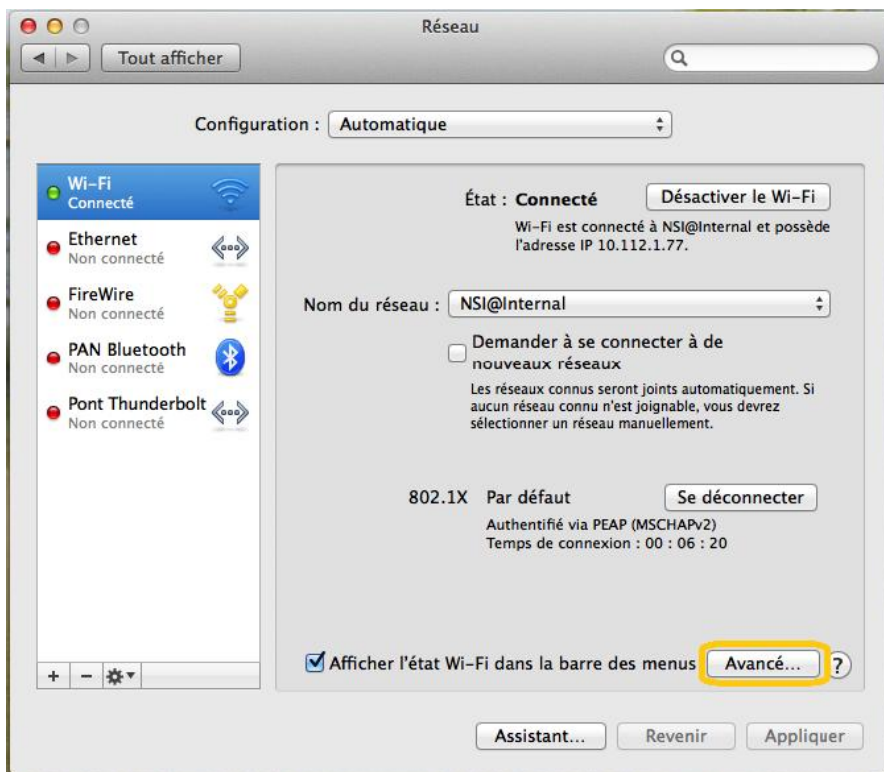 Réseau
Tout afficher
Configuration : Automatique
Wi-Fi
Connecté
Ethernet
Non connecté
FireWire
Non connecté
PAN Bluetooth
Non connecté
Pont Thunderbolt
Non connecté
+ −
État : Connecté
Désactiver le Wi-Fi
Wi-Fi est connecté à NSI@Internal et possède
l'adresse IP 10.112.1.77.
Nom du réseau : NSI@Internal
Demander à se connecter à de
nouveaux réseaux
Les réseaux connus seront joints automatiquement. Si
aucun réseau connu n'est joignable, vous devrez
sélectionner un réseau manuellement.
802.1X Par défaut
Se déconnecter
Authentifié via PEAP (MSCHAPv2)
Temps de connexion : 00 : 06 : 20
Afficher l'état Wi-Fi dans la barre des menus
Avancé... ?
Assistant... Revenir Appliquer